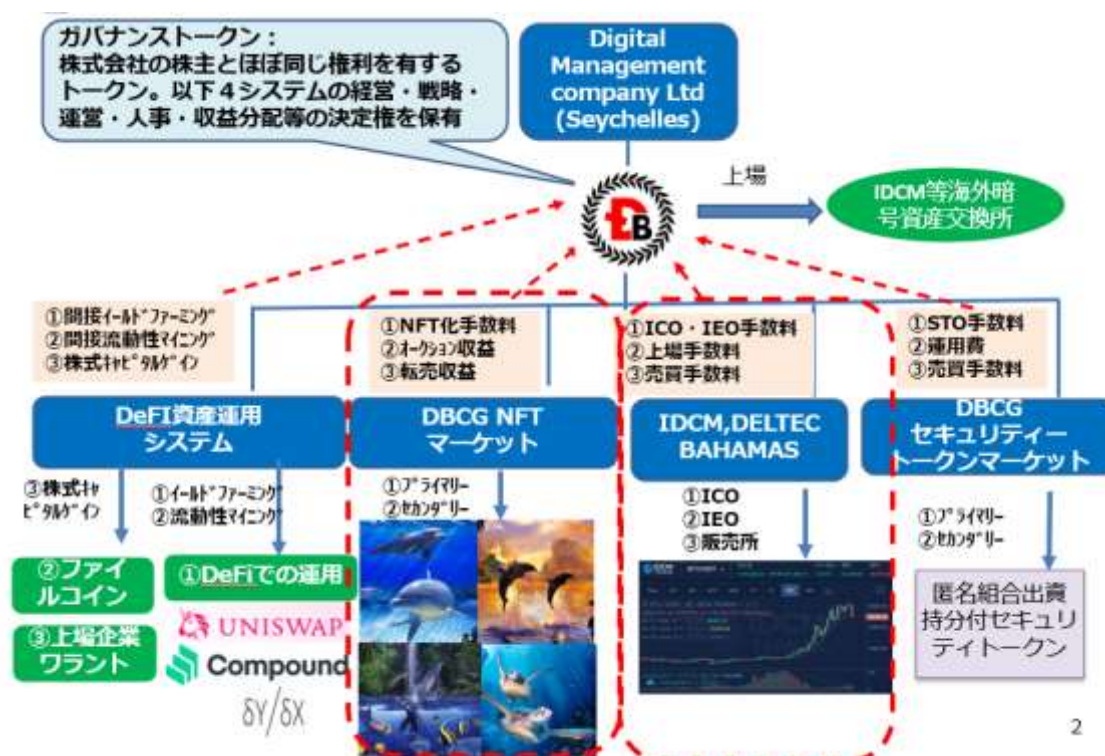 ガバナンストークン：
株式会社の株主とほぼ同じ権利を有する
トークン。以下４システムの経営・戦略・
運営・人事・収益分配等の決定権を保有
Digital
Management
company Ltd
(Seychelles)
上場
IDCM等海外暗
号資産交換所
B
①間接ｲｰﾙﾄﾞﾌｧｰﾐﾝｸﾞ
②間接流動性ﾏｲﾆﾝｸﾞ
③株式ｷｬﾋﾟﾀﾙｹﾞｲﾝ
①NFT化手数料
②ｵｰｸｼｮﾝ収益
③転売収益
①ICO・IEO手数料
②上場手数料
③売買手数料
①STO手数料
②運用費
③売買手数料
DeFI資産運用
システム
DBCG NFT
マーケット
IDCM,DELTEC
BAHAMAS
DBCG
セキュリティー
トークンマーケット
③株式ｷｬ
ﾋﾟﾀﾙｹﾞｲﾝ
①ｲｰﾙﾄﾞﾌｧｰﾐﾝｸﾞ
②流動性ﾏｲﾆﾝｸﾞ
①ﾌﾟﾗｲﾏﾘｰ
②ｾｶﾝﾀﾞﾘｰ
①ICO
②IEO
③販売所
①ﾌﾟﾗｲﾏﾘｰ
②ｾｶﾝﾀﾞﾘｰ
②ファイ
ルコイン
③上場企業
ワラント
①DeFiでの運用
UNISWAP
Compound
δY/δX
匿名組合出資
持分付セキュリ
ティトークン
2